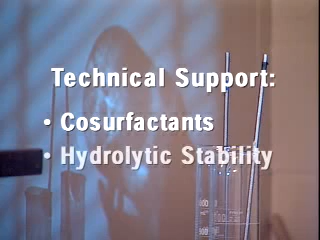 Technical Support:
• Cosurfactants
• Hydrolytic Stability